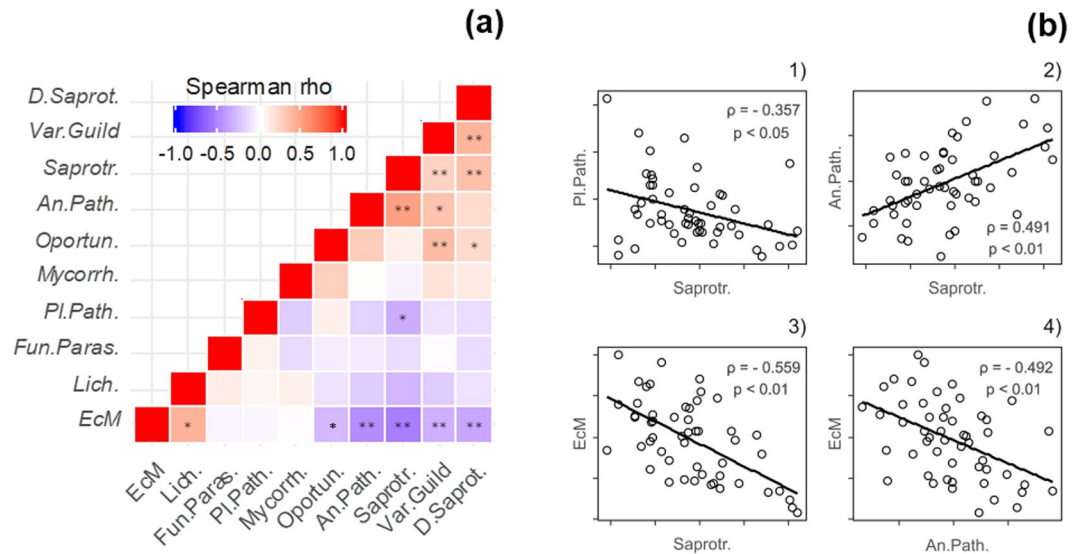 (a)
(b)
Spearman rho
-1.0 -0.5 0.0 0.5 1.0
D.Saprot.
Var.Guild
**
Saprotr.
** **
An.Path.
** *
Oportun.
** *
Mycorrh.
Pl.Path.
*
Fun.Paras.
Lich.
EcM
* * ** ** ** **
EcM Lich. Fun.Paras. Pl.Path. Mycorrh. Oportun. An.Path. Saprotr. Var.Guild D.Saprot.
1)
ρ = - 0.357
p < 0.05
Pl.Path.
Saprotr.
2)
An.Path.
ρ = 0.491
p < 0.01
Saprotr.
3)
ρ = - 0.559
p < 0.01
EcM
Saprotr.
4)
ρ = - 0.492
p < 0.01
EcM
An.Path.